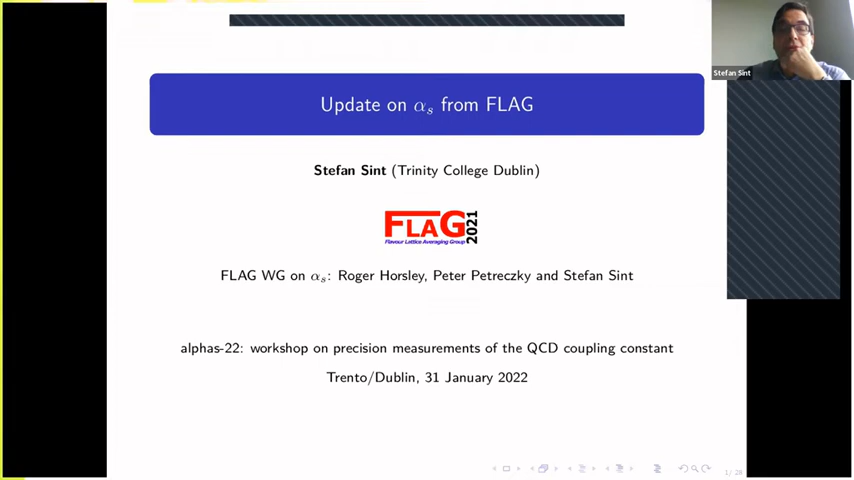 Stefan Sint
Update on αs from FLAG
Stefan Sint (Trinity College Dublin)
FLAG 2021
Flavour Lattice Averaging Group
FLAG WG on αs: Roger Horsley, Peter Petreczky and Stefan Sint
alphas-22: workshop on precision measurements of the QCD coupling constant
Trento/Dublin, 31 January 2022
1 / 28